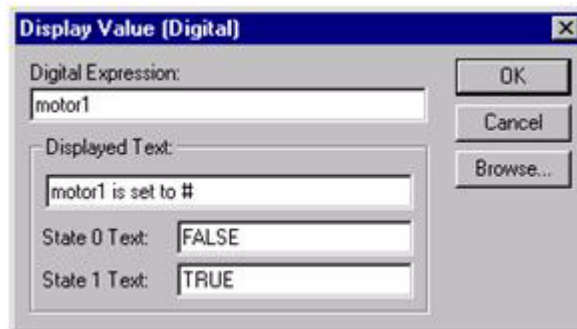 Display Value (Digital)
Digital Expression:
motor1
OK
Cancel
Browse...
Displayed Text:
motor1 is set to #
State 0 Text: FALSE
State 1 Text: TRUE